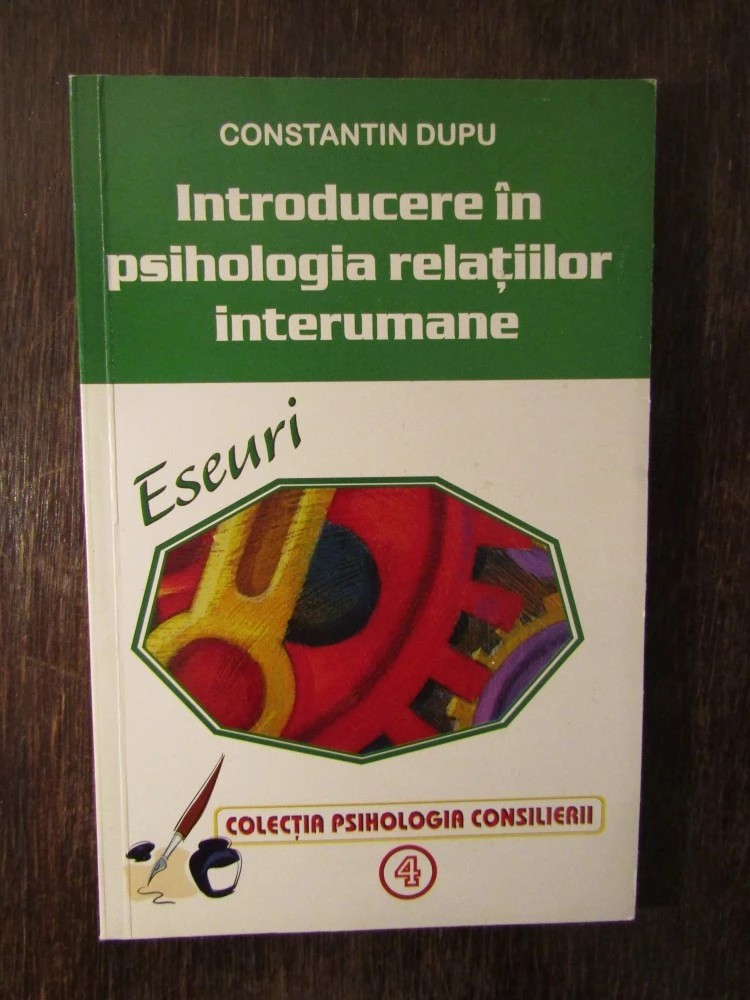 CONSTANTIN DUPU
Introducere în
psihologia relațiilor
interumane
Eseuri
COLECȚIA PSIHOLOGIA CONSILIERII
4